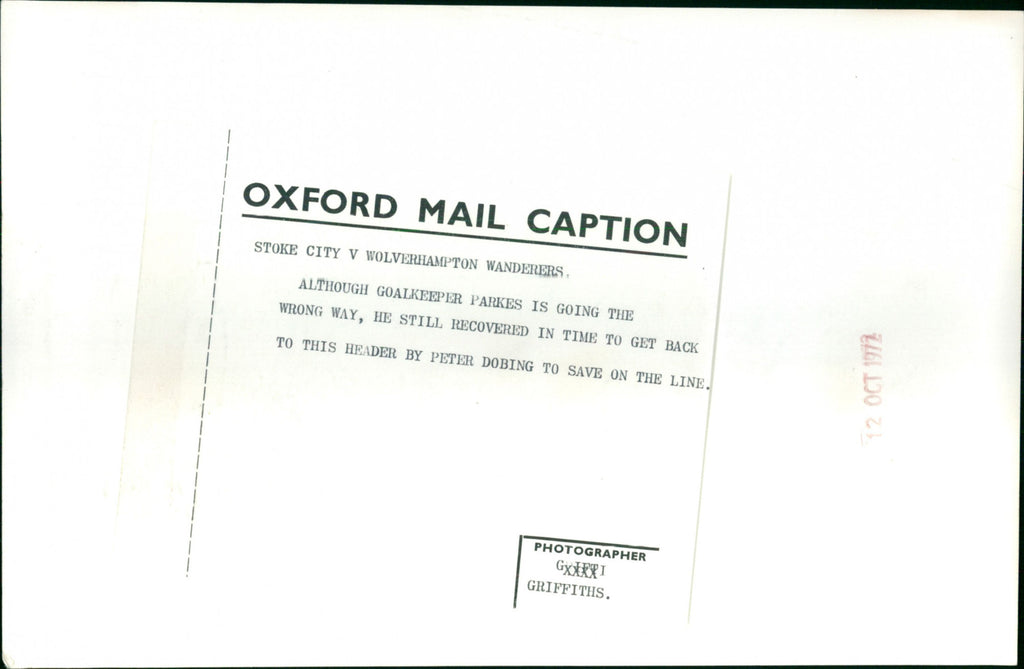 OXFORD MAIL CAPTION
STOKE CITY V WOLVERHAMPTON WANDERERS.
ALTHOUGH GOALKEEPER PARKES IS GOING THE
WRONG WAY, HE STILL RECOVERED IN TIME TO GET BACK
TO THIS HEADER BY PETER DOBING TO SAVE ON THE LINE.
12 OCT 1972
PHOTOGRAPHER
GRIFFITHS.